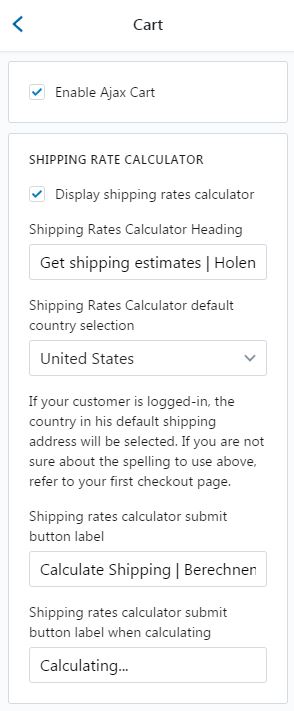 Cart
Enable Ajax Cart
SHIPPING RATE CALCULATOR
Display shipping rates calculator
Shipping Rates Calculator Heading
Get shipping estimates | Holen
Shipping Rates Calculator default
country selection
United States
If your customer is logged-in, the
country in his default shipping
address will be selected. If you are not
sure about the spelling to use above,
refer to your first checkout page.
Shipping rates calculator submit
button label
Calculate Shipping | Berechnen
Shipping rates calculator submit
button label when calculating
Calculating...